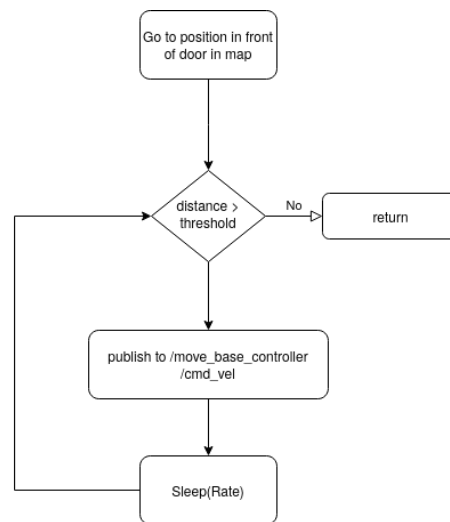 Go to position in front
of door in map
distance >
threshold
No
return
publish to /move_base_controller
/cmd_vel
Sleep(Rate)